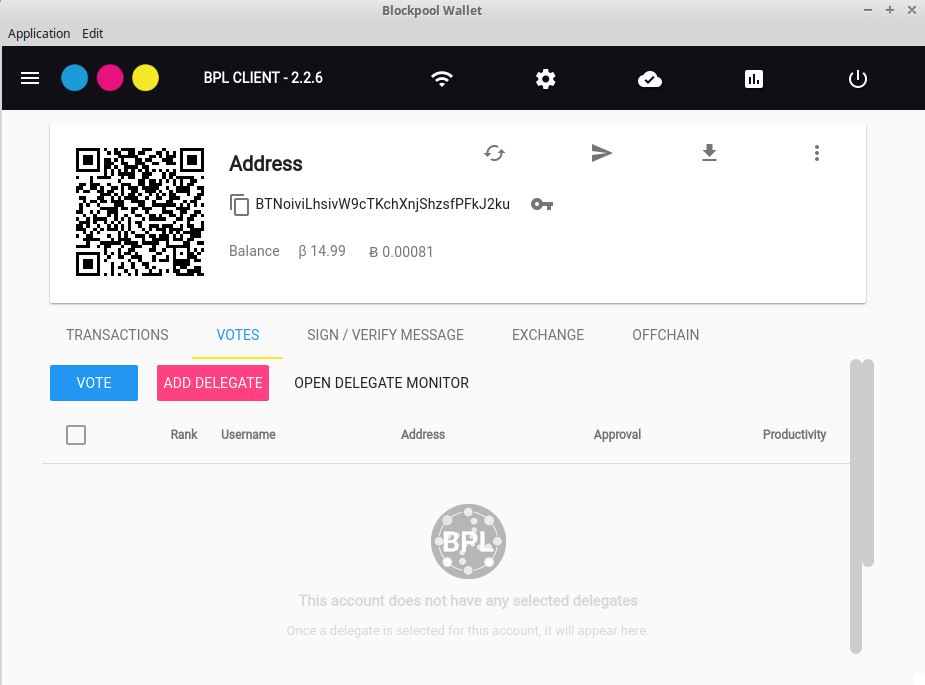 Blockpool Wallet
Application Edit
BPL CLIENT - 2.2.6
Address
BTNoiviLhsivW9cTKchXnjShzsfPFkJ2ku
Balance β 14.99 Ƀ 0.00081
TRANSACTIONS VOTES SIGN / VERIFY MESSAGE EXCHANGE OFFCHAIN
VOTE ADD DELEGATE OPEN DELEGATE MONITOR
Rank Username Address Approval Productivity
BPL
This account does not have any selected delegates
Once a delegate is selected for this account, it will appear here.